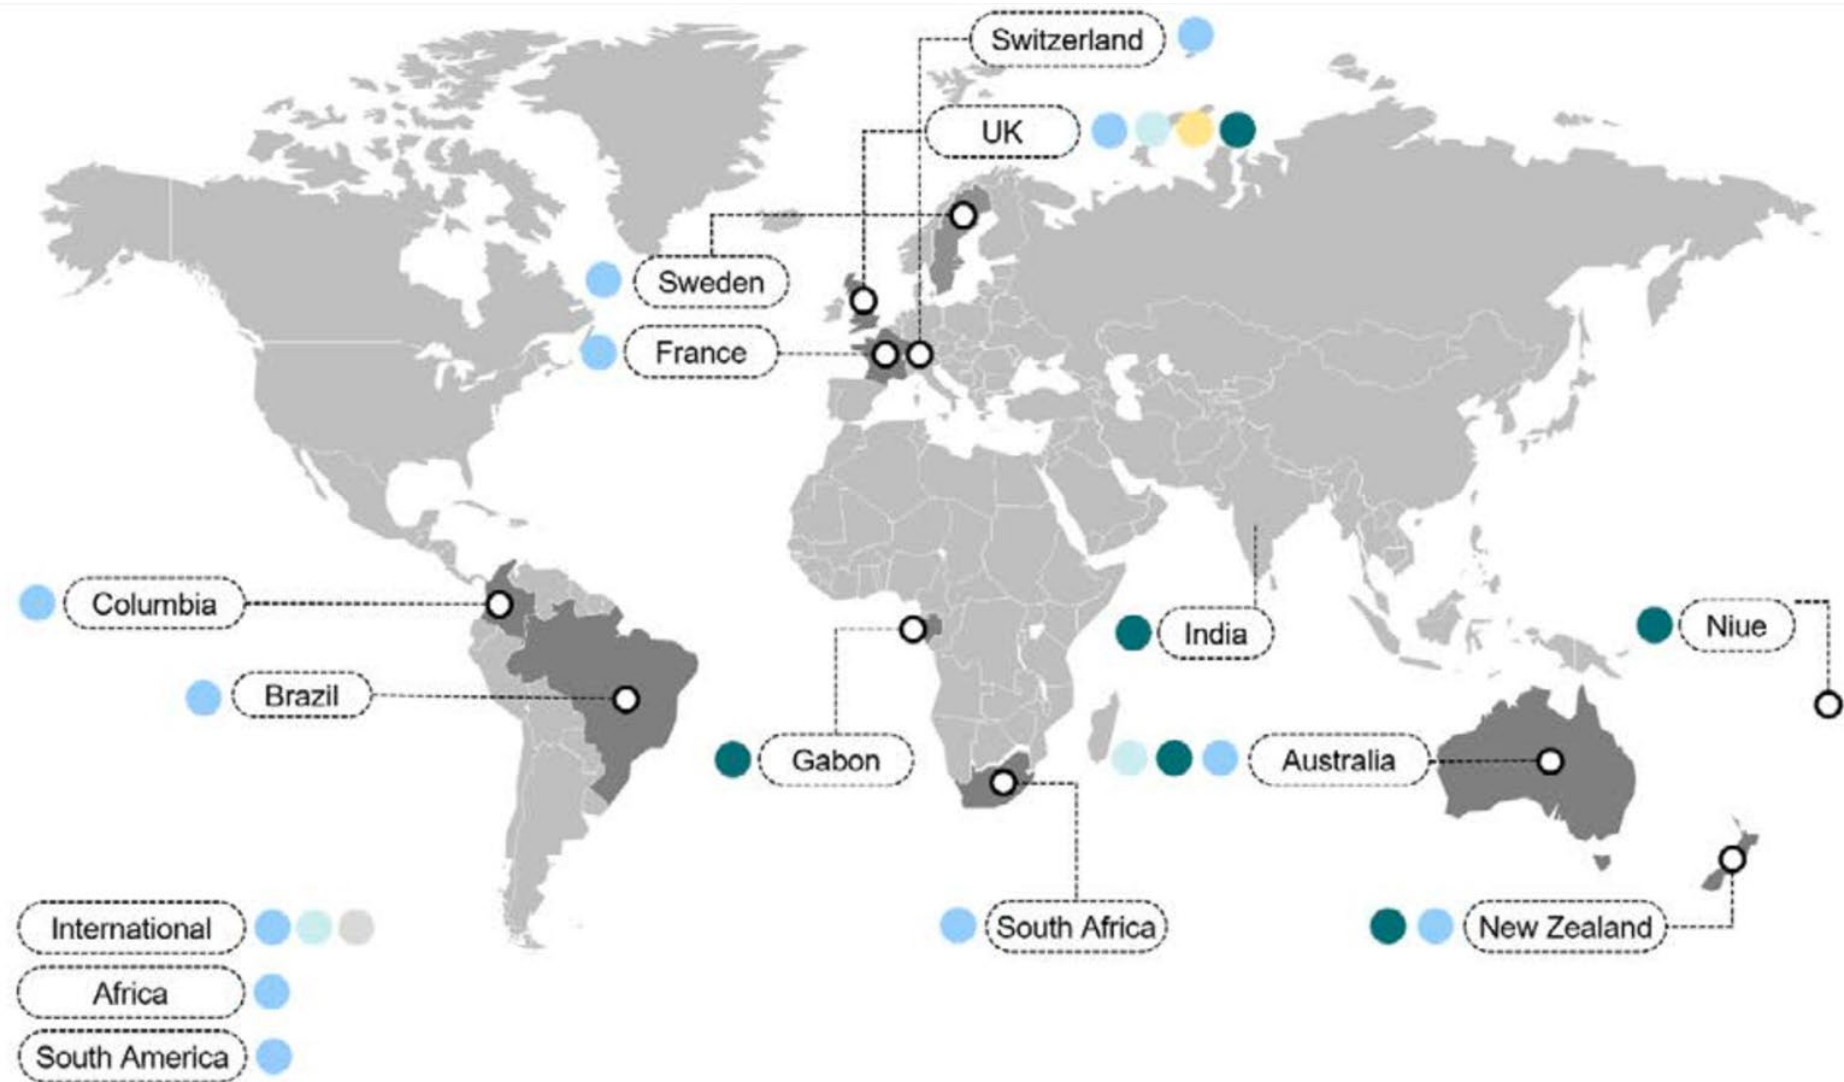 Switzerland
UK
Sweden
France
Columbia
Brazil
Gabon
India
Niue
Australia
South Africa
New Zealand
International
Africa
South America